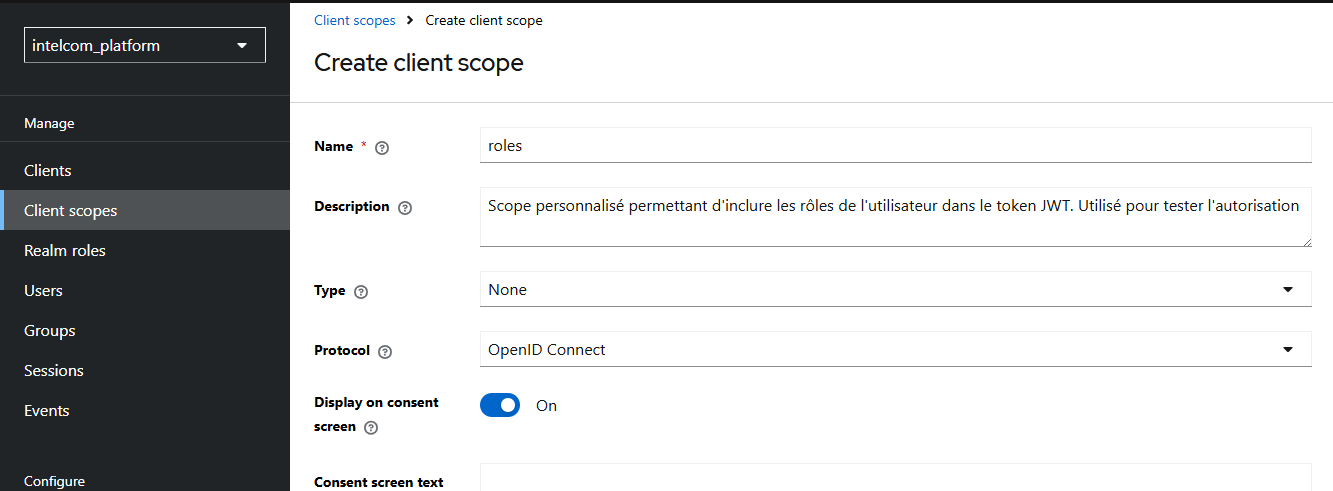 intelcom_platform
Manage
Clients
Client scopes
Realm roles
Users
Groups
Sessions
Events
Configure
Client scopes > Create client scope
Create client scope
Name * ?
roles
Description ?
Scope personnalisé permettant d'inclure les rôles de l'utilisateur dans le token JWT. Utilisé pour tester l'autorisation
Type ?
None
Protocol ?
OpenID Connect
Display on consent
screen ?
On
Consent screen text